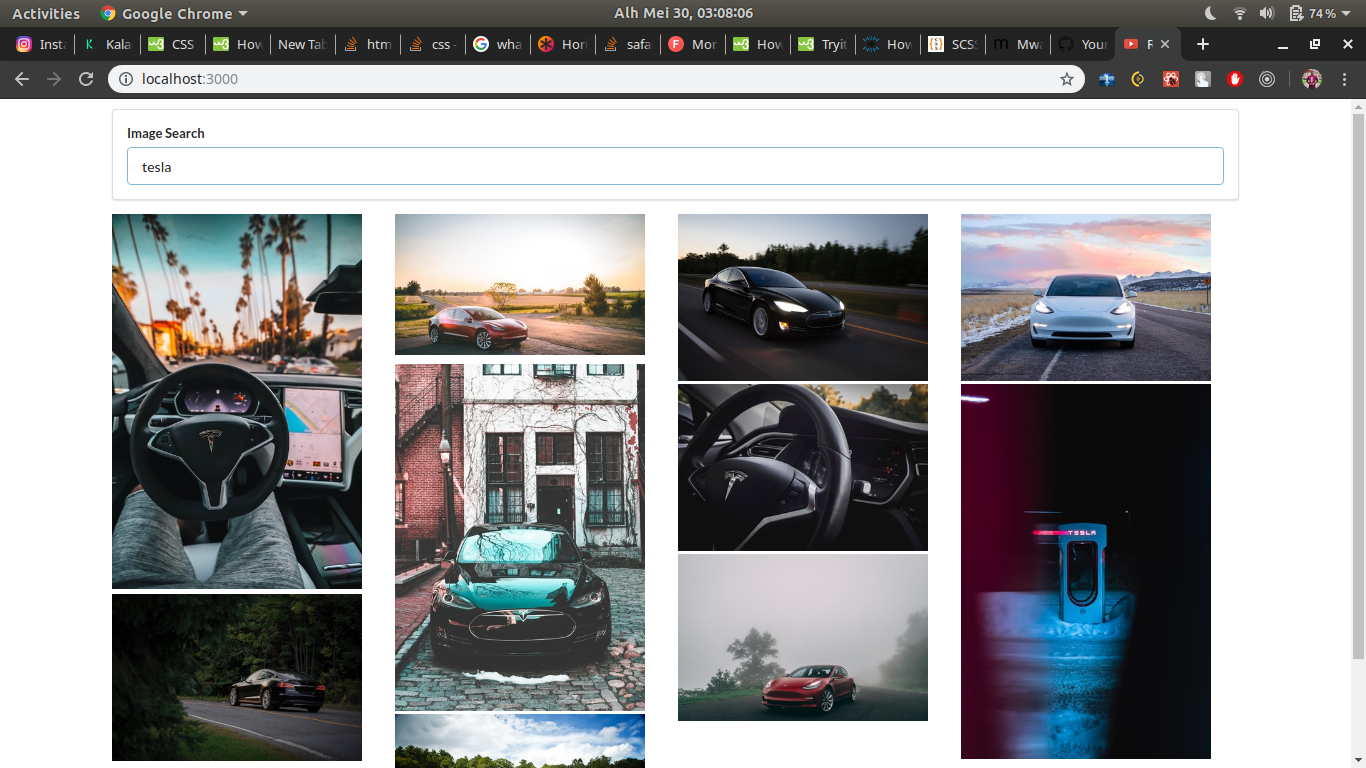 Activities Google Chrome Alh Mei 30, 03:08:06 74%
Insta Kala CSS How New Tab htm css - wha Hori safa Mor How Tryit How SCSS Mwa Your R
localhost:3000
Image Search
tesla
TESLA